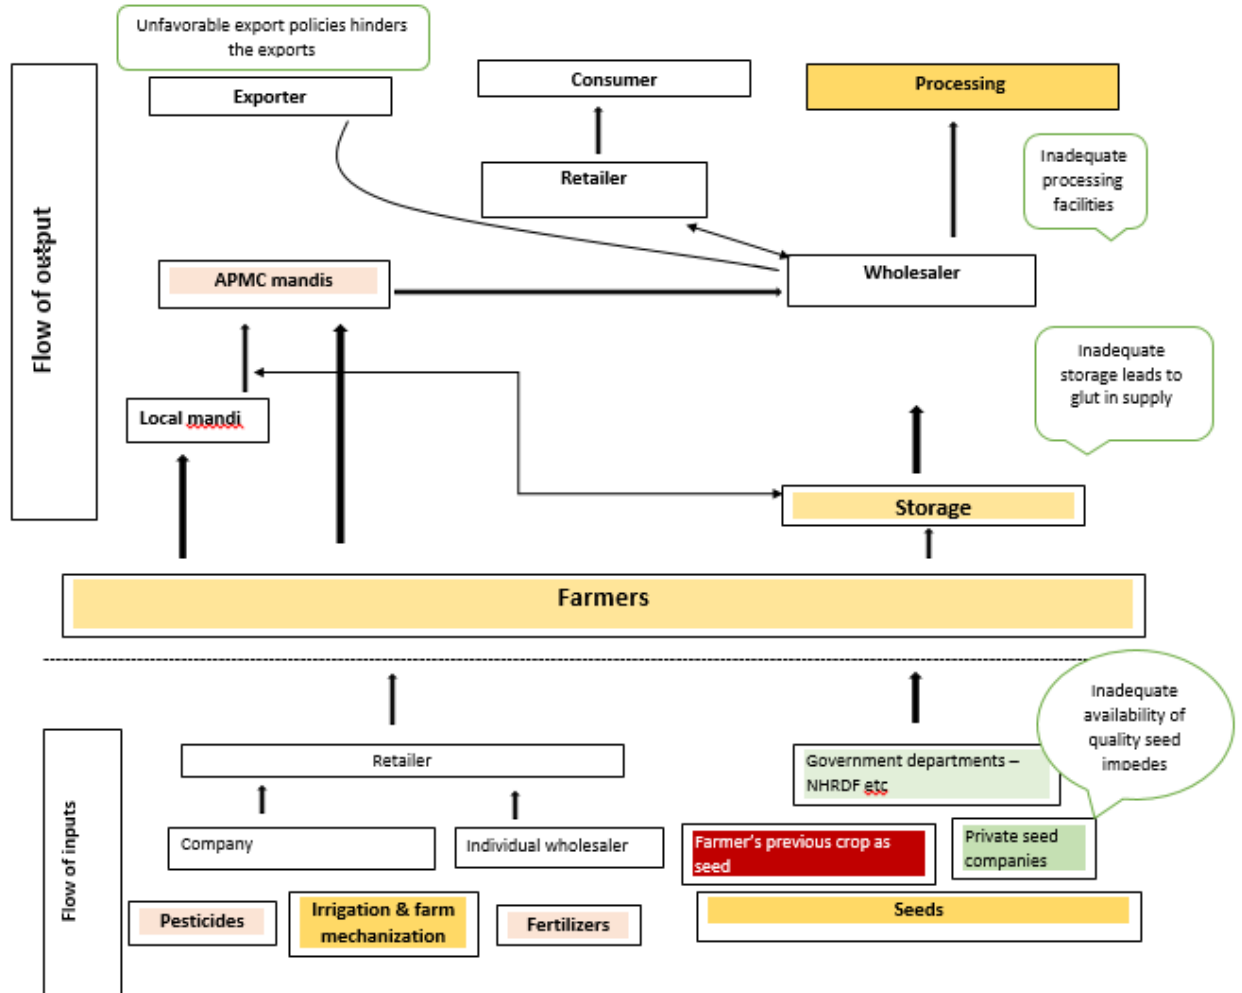 Unfavorable export policies hinders
the exports
Exporter
Consumer
Processing
Inadequate
processing
facilities
Retailer
Flow of output
APMC mandis
Wholesaler
Inadequate
storage leads to
glut in supply
Local mandi
Storage
Farmers
Inadequate
availability of
quality seed
impedes
Retailer
Government departments –
NHRDF etc
Flow of inputs
Company
Individual wholesaler
Farmer's previous crop as
seed
Private seed
companies
Pesticides
Irrigation & farm
mechanization
Fertilizers
Seeds